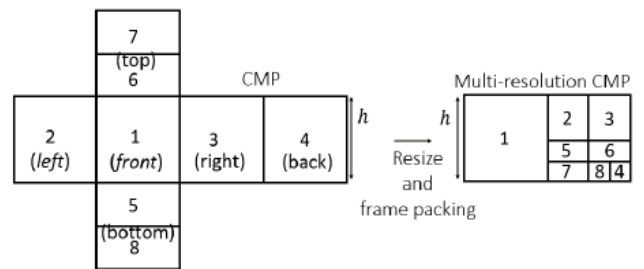 7
(top)
6
CMP
Multi-resolution CMP
2
(left)
1
(front)
3
(right)
4
(back)
h
Resize
and
frame packing
h
1
2 3
5 6
7 8 4
5
(bottom)
8